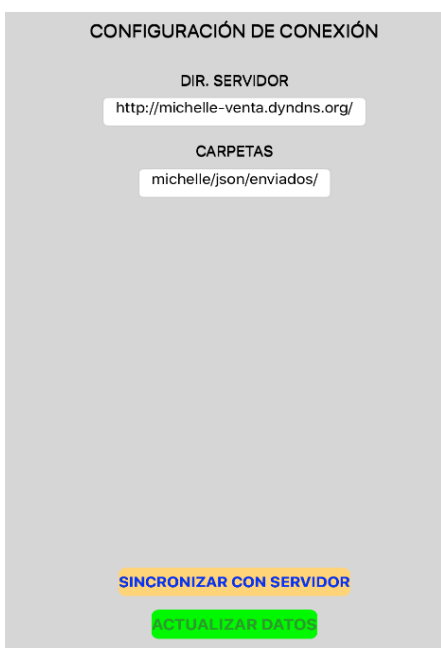 CONFIGURACIÓN DE CONEXIÓN
DIR. SERVIDOR
http://michelle-venta.dyndns.org/
CARPETAS
michelle/json/enviados/
SINCRONIZAR CON SERVIDOR
ACTUALIZAR DATOS